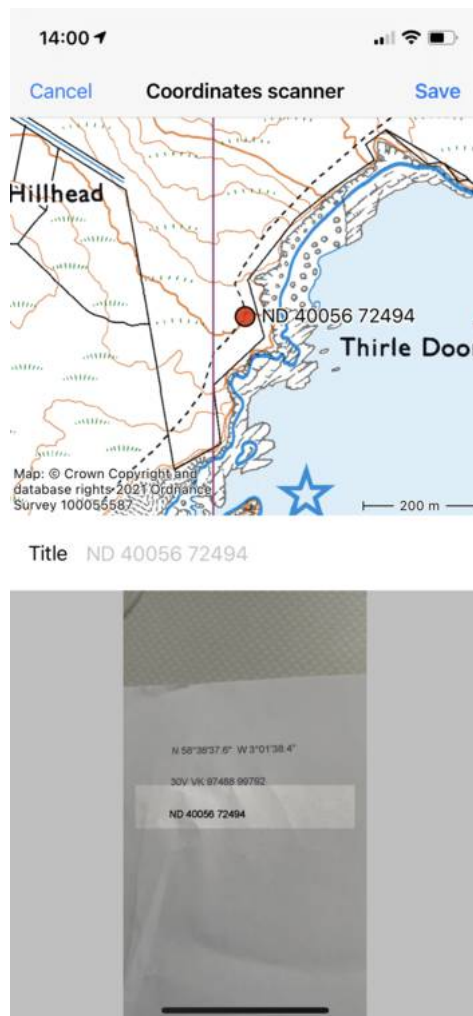 14:00
Cancel Coordinates scanner Save
Hillhead
ND 40056 72494
Thirle Doo
Map: © Crown Copyright and
database rights 2021 Ordnance
Survey 100055587
200 m
Title ND 40056 72494
N 58°38'37.6" W 3°01'38.4"
30V VK 97488 99792
ND 40056 72494